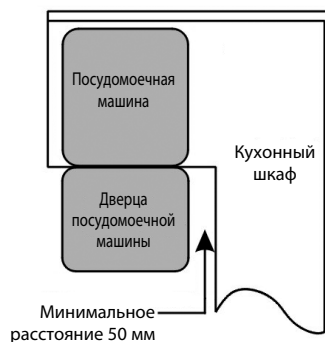 Посудомоечная
машина
Кухонный
шкаф
Дверца
посудомоечной
машины
Минимальное
расстояние 50 мм